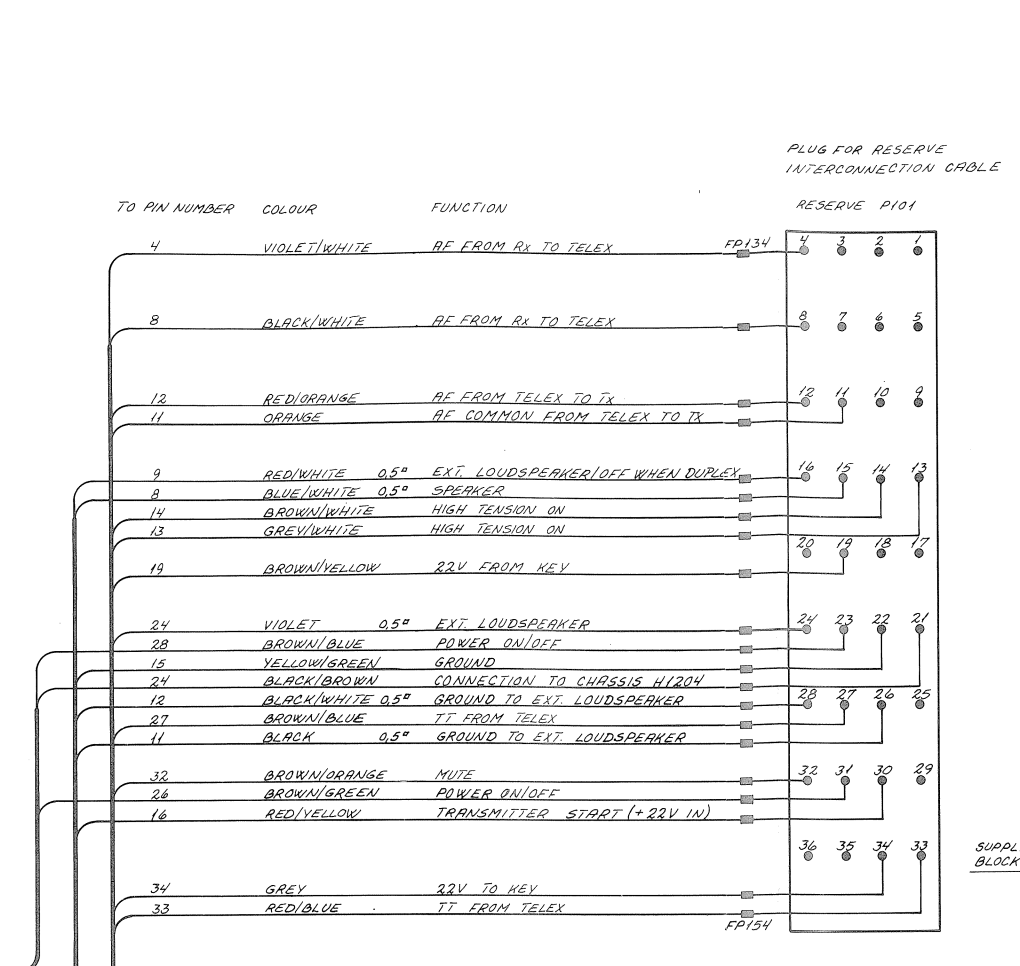 PLUG FOR RESERVE
INTERCONNECTION CABLE
TO PIN NUMBER COLOUR FUNCTION RESERVE P101
4 VIOLET/WHITE AF FROM Rx TO TELEX FP134 4 3 2 1
8 BLACK/WHITE AF FROM Rx TO TELEX 8 7 6 5
12 RED/ORANGE AF FROM TELEX TO Tx 12 11 10 9
11 ORANGE AF COMMON FROM TELEX TO TX
9 RED/WHITE 0,5▫ EXT. LOUDSPEAKER/OFF WHEN DUPLEX 16 15 14 13
8 BLUE/WHITE 0,5▫ SPEAKER
14 BROWN/WHITE HIGH TENSION ON
13 GREY/WHITE HIGH TENSION ON
20 19 18 17
19 BROWN/YELLOW 22V FROM KEY
24 VIOLET 0,5▫ EXT. LOUDSPEAKER 24 23 22 21
28 BROWN/BLUE POWER ON/OFF
15 YELLOW/GREEN GROUND
24 BLACK/BROWN CONNECTION TO CHASSIS H1204
12 BLACK/WHITE 0,5▫ GROUND TO EXT. LOUDSPEAKER 28 27 26 25
27 BROWN/BLUE TT FROM TELEX
11 BLACK 0,5▫ GROUND TO EXT. LOUDSPEAKER
32 BROWN/ORANGE MUTE 32 31 30 29
26 BROWN/GREEN POWER ON/OFF
16 RED/YELLOW TRANSMITTER START (+22V IN)
36 35 34 33
SUPPL
BLOCK
34 GREY 22V TO KEY
33 RED/BLUE TT FROM TELEX
FP154